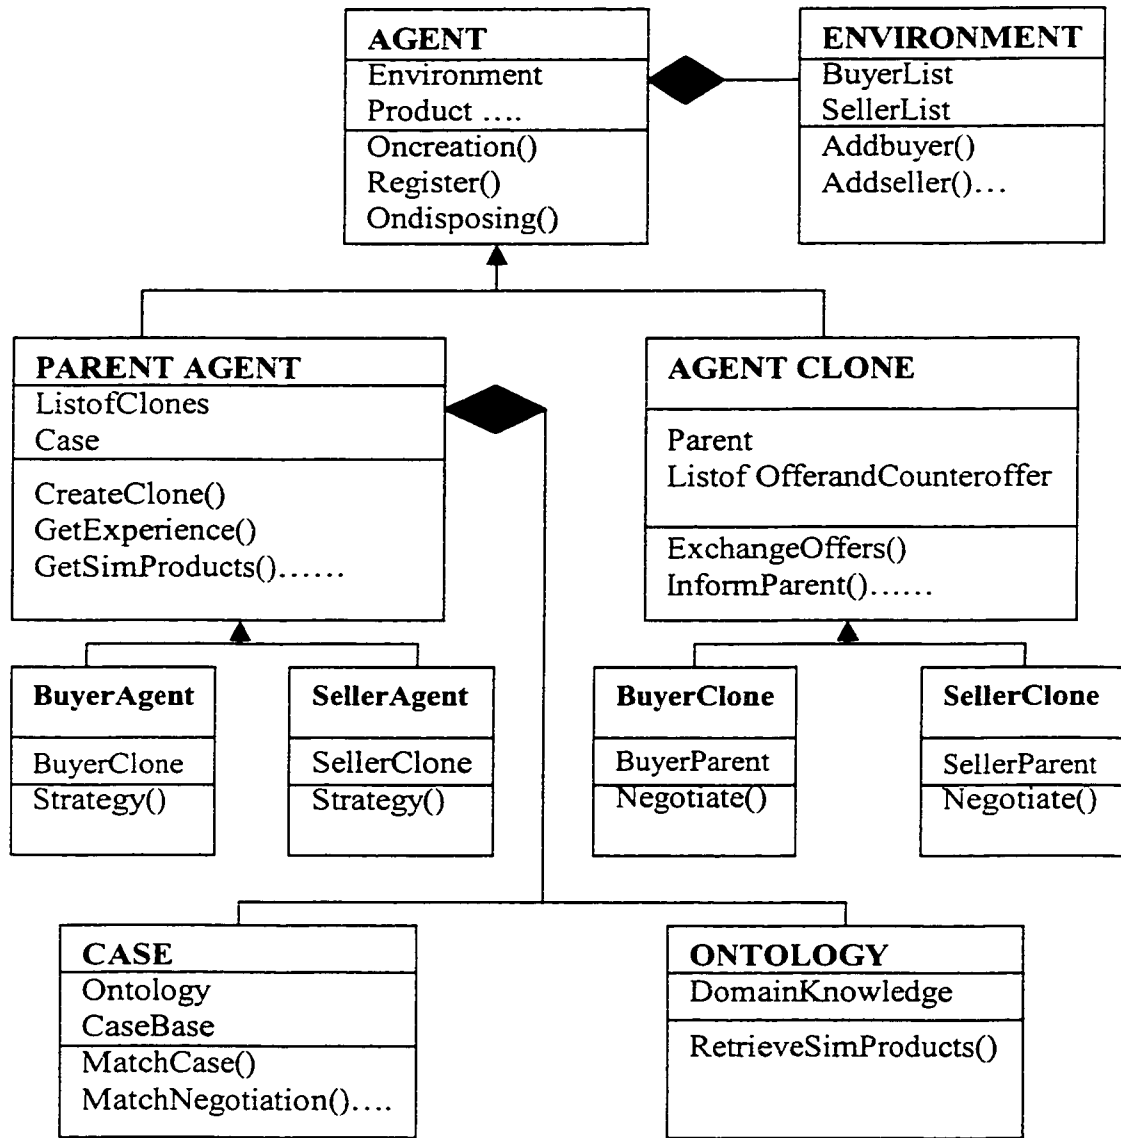 AGENT
Environment
Product ....
Oncreation()
Register()
Ondisposing()
ENVIRONMENT
BuyerList
SellerList
Addbuyer()
Addseller()...
PARENT AGENT
ListofClones
Case
CreateClone()
GetExperience()
GetSimProducts()......
AGENT CLONE
Parent
Listof OfferandCounteroffer
ExchangeOffers()
InformParent()......
BuyerAgent
BuyerClone
Strategy()
SellerAgent
SellerClone
Strategy()
BuyerClone
BuyerParent
Negotiate()
SellerClone
SellerParent
Negotiate()
CASE
Ontology
CaseBase
MatchCase()
MatchNegotiation()....
ONTOLOGY
DomainKnowledge
RetrieveSimProducts()